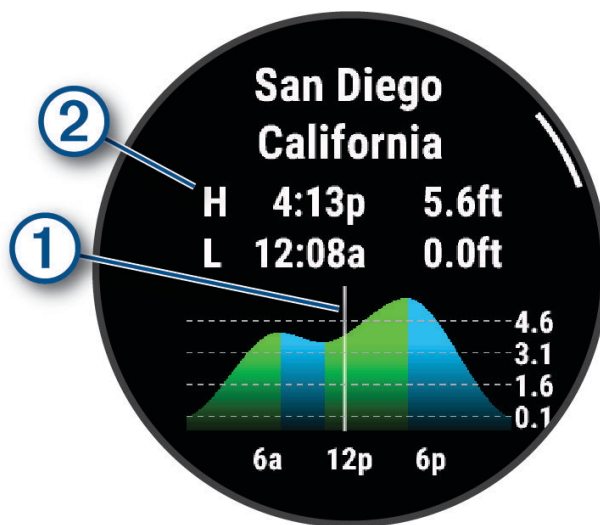 San Diego
California
2
H 4:13p 5.6ft
1
L 12:08a 0.0ft
4.6
3.1
1.6
0.1
6a 12p 6p